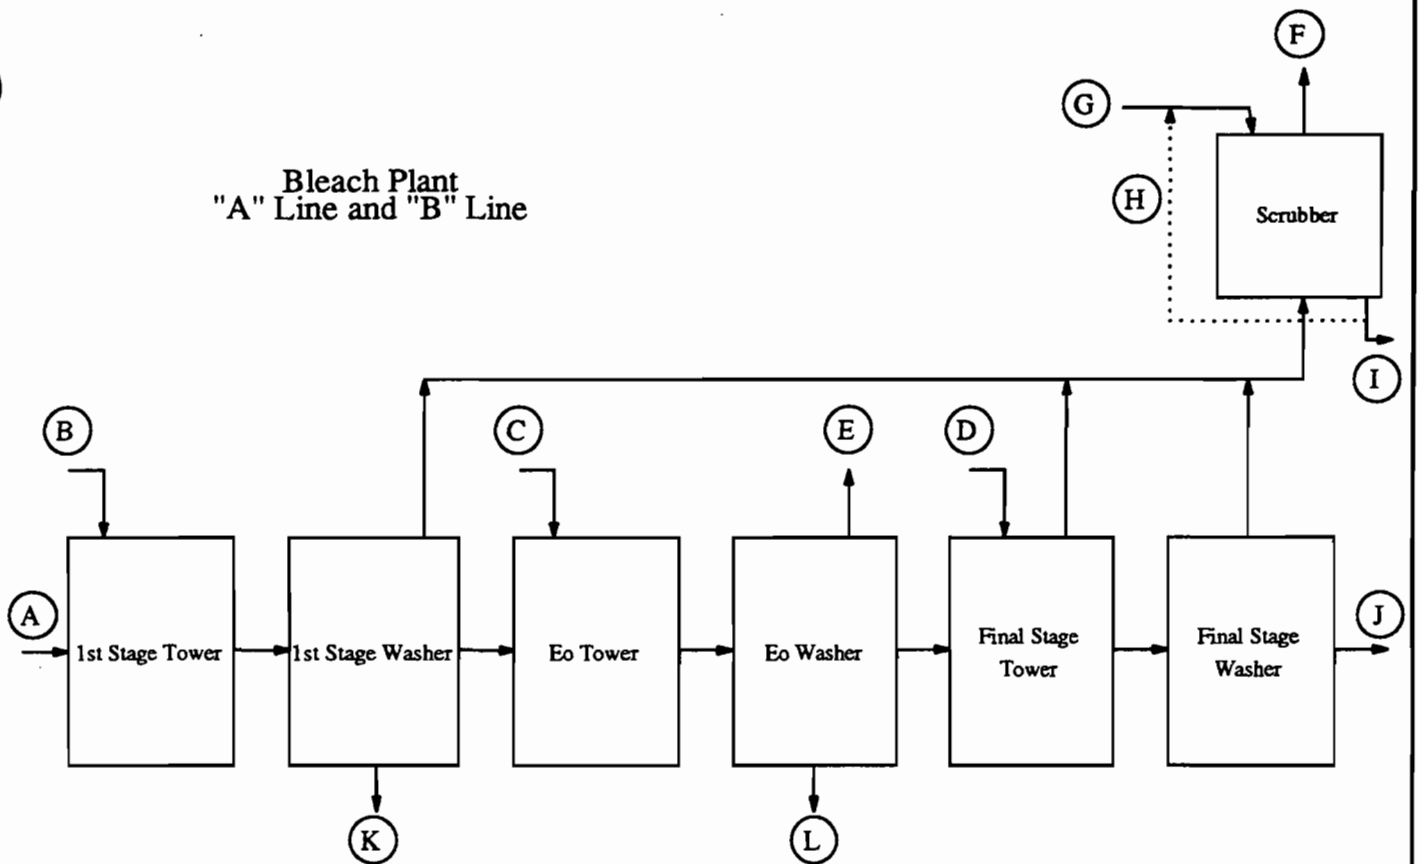 F
G
Bleach Plant
"A" Line and "B" Line
H
Scrubber
I
B
C
E
D
A
J
1st Stage Tower
1st Stage Washer
Eo Tower
Eo Washer
Final Stage
Tower
Final Stage
Washer
K
L